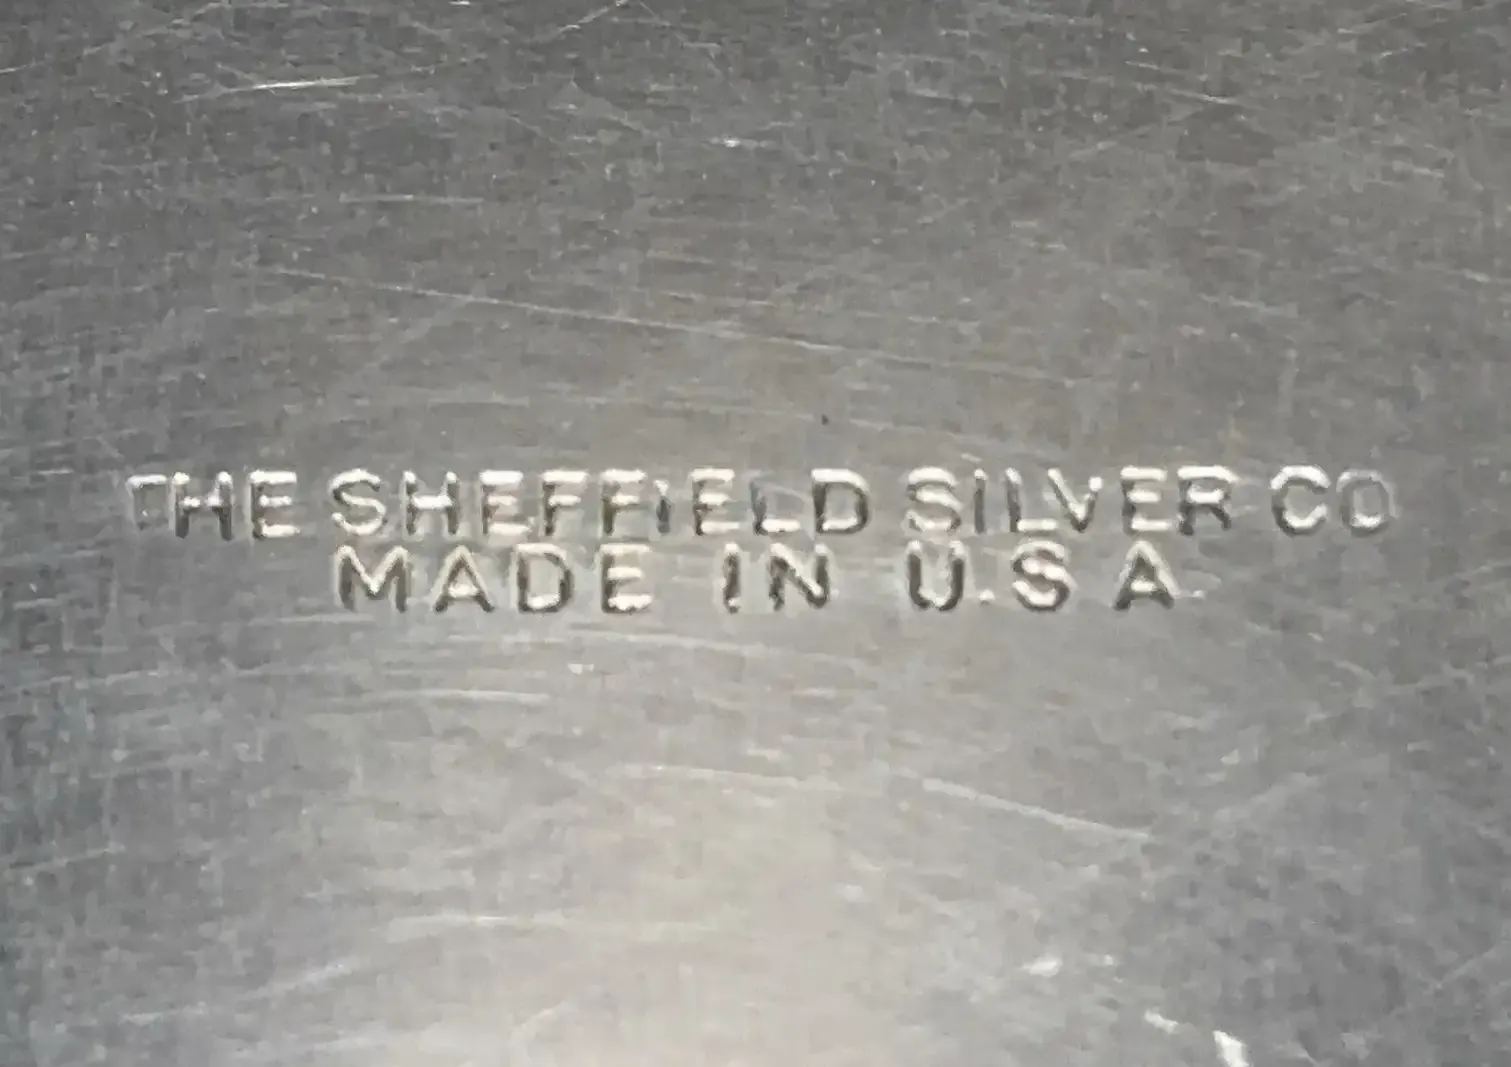 THE SHEFFIELD SILVER CO
MADE IN U.S.A.